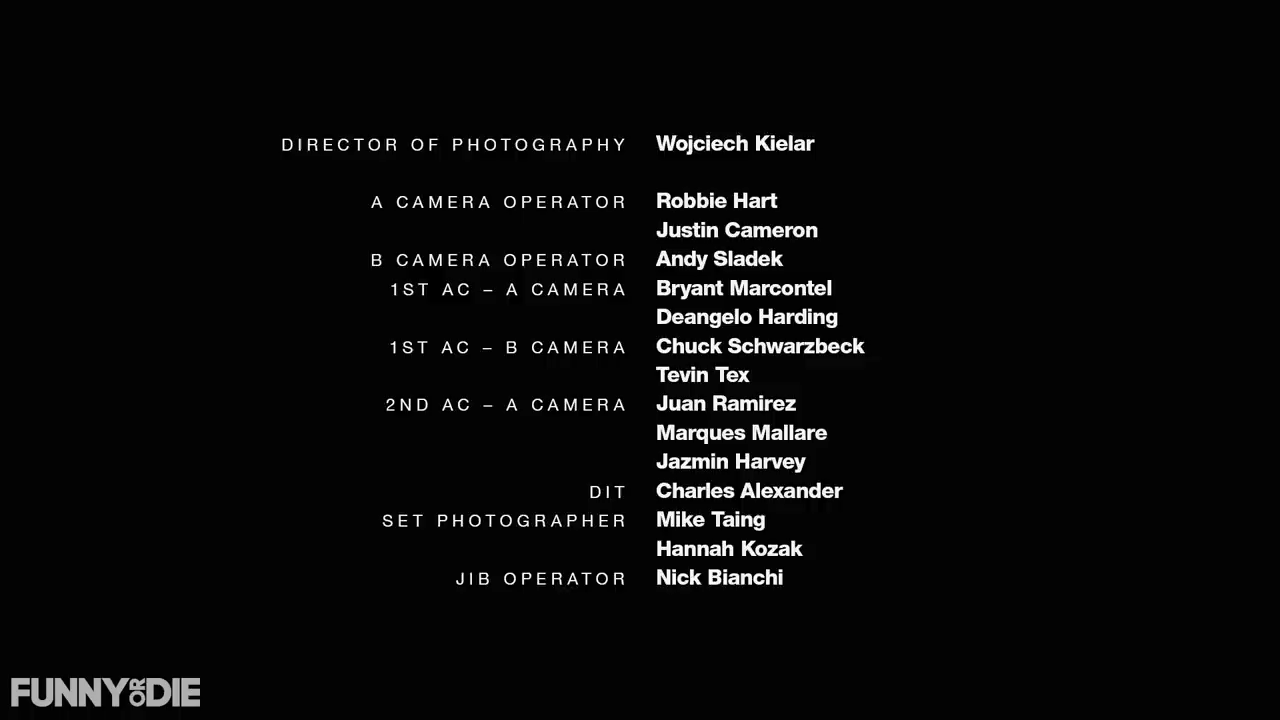 DIRECTOR OF PHOTOGRAPHY Wojciech Kielar
A CAMERA OPERATOR Robbie Hart
Justin Cameron
B CAMERA OPERATOR Andy Sladek
1ST AC – A CAMERA Bryant Marcontel
Deangelo Harding
1ST AC – B CAMERA Chuck Schwarzbeck
Tevin Tex
2ND AC – A CAMERA Juan Ramirez
Marques Mallare
Jazmin Harvey
DIT Charles Alexander
SET PHOTOGRAPHER Mike Taing
Hannah Kozak
JIB OPERATOR Nick Bianchi
FUNNY OR DIE